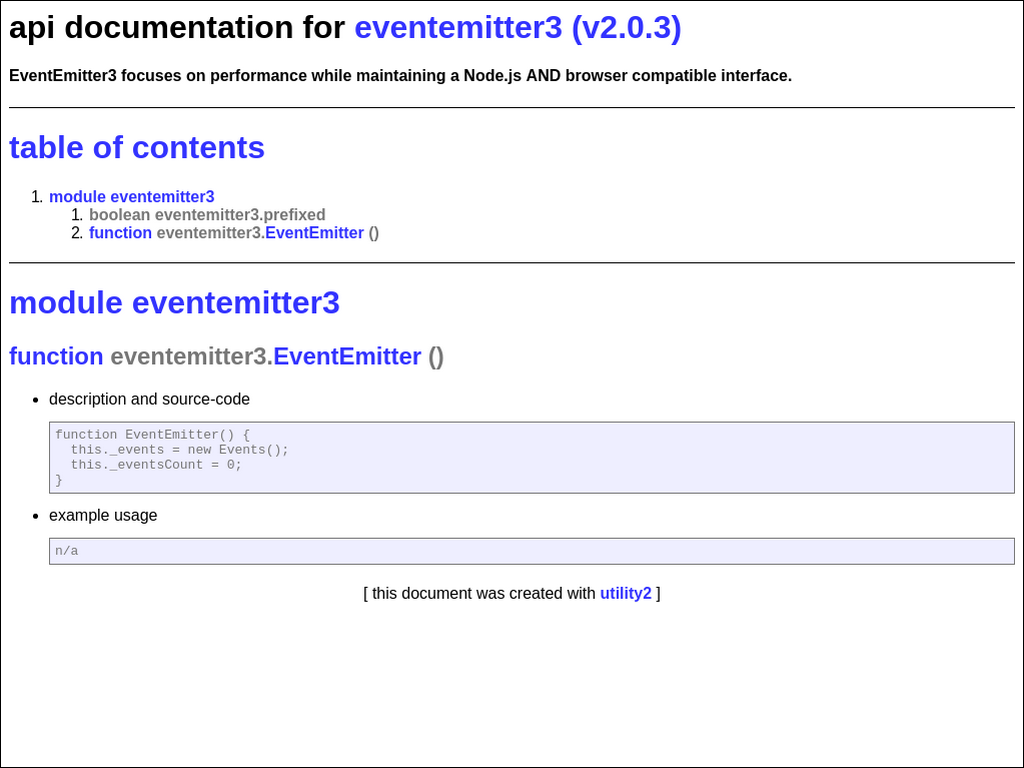 api documentation for eventemitter3 (v2.0.3)
EventEmitter3 focuses on performance while maintaining a Node.js AND browser compatible interface.
table of contents
1. module eventemitter3
1. boolean eventemitter3.prefixed
2. function eventemitter3.EventEmitter ()
module eventemitter3
function eventemitter3.EventEmitter ()
• description and source-code
function EventEmitter() {
  this._events = new Events();
  this._eventsCount = 0;
}
• example usage
n/a
[ this document was created with utility2 ]